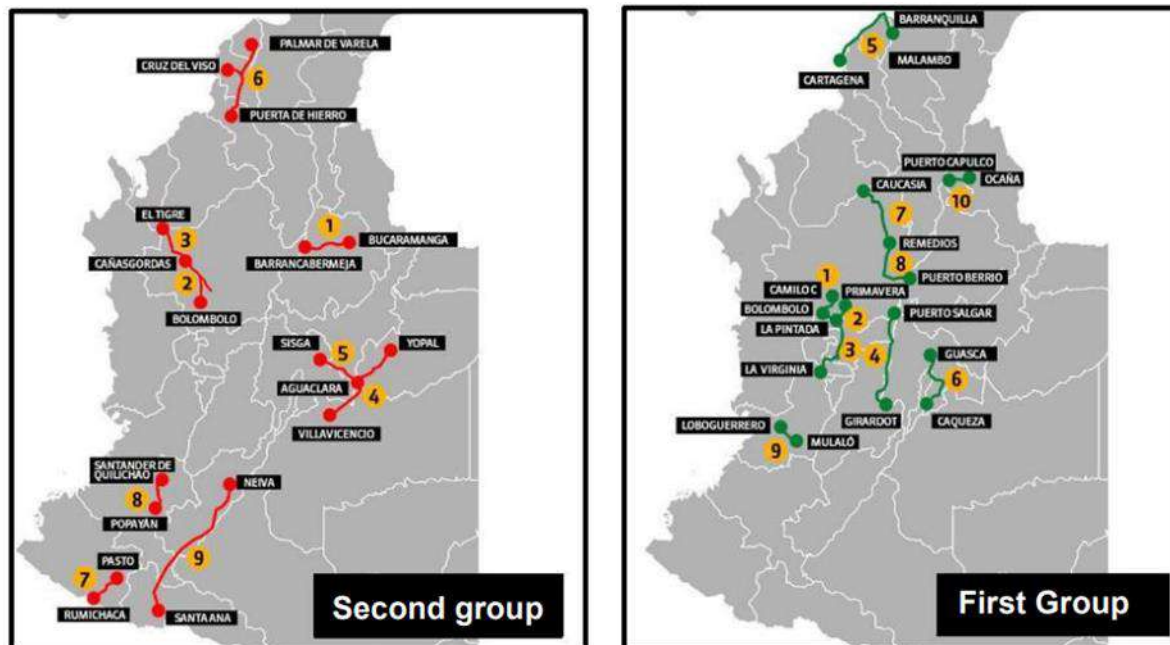 PALMAR DE VARELA
CRUZ DEL VISO
6
PUERTA DE HIERRO
EL TIGRE
3
1
BUCARAMANGA
CAÑASGORDAS
BARRANCABERMEJA
2
BOLOMBOLO
SISGA
5
YOPAL
AGUACLARA
4
VILLAVICENCIO
SANTANDER DE
QUILICHAO
NEIVA
8
POPAYÁN
9
PASTO
7
RUMICHACA
SANTA ANA
Second group
BARRANQUILLA
5
MALAMBO
CARTAGENA
PUERTO CAPULCO
OCAÑA
CAUCASIA
10
7
REMEDIOS
8
PUERTO BERRIO
1
CAMILO C
PRIMAVERA
BOLOMBOLO
2
PUERTO SALGAR
LA PINTADA
3
4
GUASCA
LA VIRGINIA
6
GIRARDOT
CAQUEZA
LOBOGUERRERO
MULALÓ
9
First Group